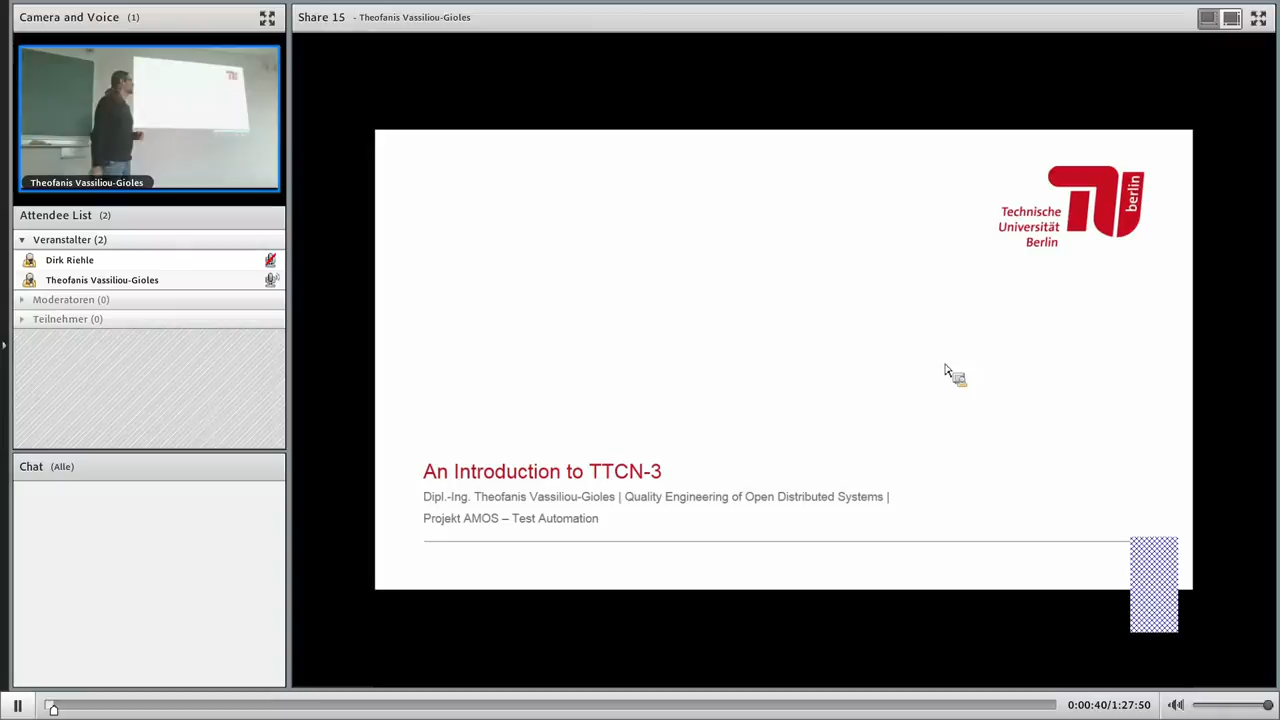 Camera and Voice (1)
Share 15 - Theofanis Vassiliou-Gioles
Theofanis Vassiliou-Gioles
Attendee List (2)
Veranstalter (2)
Dirk Riehle
Theofanis Vassiliou-Gioles
Moderatoren (0)
Teilnehmer (0)
Chat (Alle)
Technische
Universität
Berlin
berlin
An Introduction to TTCN-3
Dipl.-Ing. Theofanis Vassiliou-Gioles | Quality Engineering of Open Distributed Systems |
Projekt AMOS – Test Automation
0:00:40/1:27:50